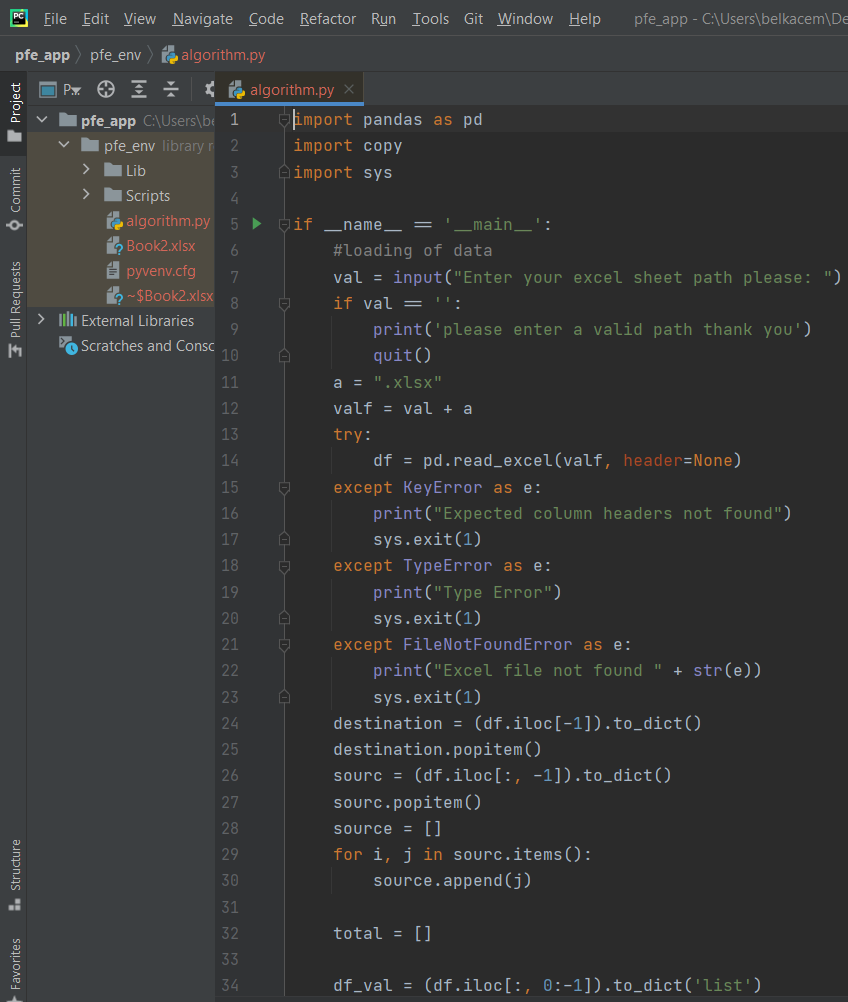 PC File Edit View Navigate Code Refactor Run Tools Git Window Help pfe_app - C:\Users\belkacem\De
pfe_app pfe_env algorithm.py
Project
Commit
Pull Requests
Structure
Favorites
P...
pfe_app C:\Users\be
pfe_env library r
Lib
Scripts
algorithm.py
Book2.xlsx
pyvenv.cfg
~$Book2.xlsx
External Libraries
Scratches and Consc
algorithm.py
1 import pandas as pd
2 import copy
3 import sys
4
5 if __name__ == '__main__':
6 #loading of data
7 val = input("Enter your excel sheet path please: ")
8 if val == '':
9 print('please enter a valid path thank you')
10 quit()
11 a = ".xlsx"
12 valf = val + a
13 try:
14 df = pd.read_excel(valf, header=None)
15 except KeyError as e:
16 print("Expected column headers not found")
17 sys.exit(1)
18 except TypeError as e:
19 print("Type Error")
20 sys.exit(1)
21 except FileNotFoundError as e:
22 print("Excel file not found " + str(e))
23 sys.exit(1)
24 destination = (df.iloc[-1]).to_dict()
25 destination.popitem()
26 sourc = (df.iloc[:, -1]).to_dict()
27 sourc.popitem()
28 source = []
29 for i, j in sourc.items():
30 source.append(j)
31
32 total = []
33
34 df_val = (df.iloc[:, 0:-1]).to_dict('list')